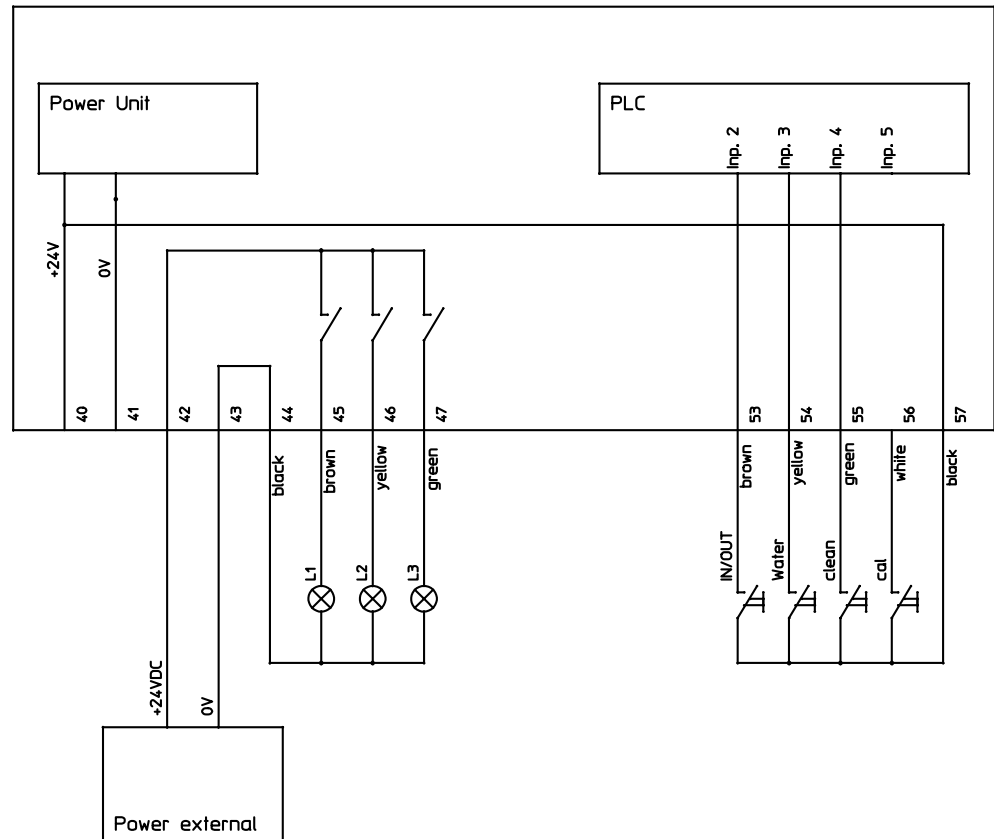 Power Unit
PLC
Inp. 2
Inp. 3
Inp. 4
Inp. 5
+24V
0V
40
41
42
43
44
45
46
47
53
54
55
56
57
black
brown
yellow
green
brown
yellow
green
white
black
IN/OUT
Water
clean
cal
L1
L2
L3
+24VDC
0V
Power external